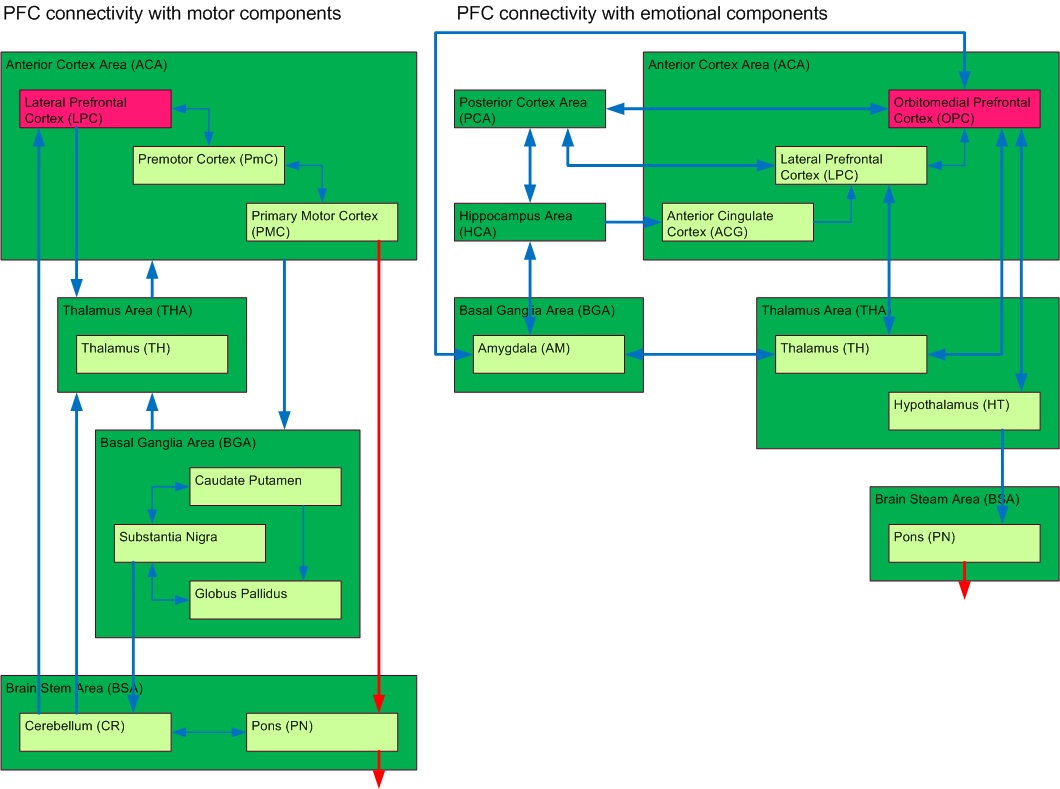 PFC connectivity with motor components
Anterior Cortex Area (ACA)
Lateral Prefrontal
Cortex (LPC)
Premotor Cortex (PmC)
Primary Motor Cortex
(PMC)
Thalamus Area (THA)
Thalamus (TH)
Basal Ganglia Area (BGA)
Caudate Putamen
Substantia Nigra
Globus Pallidus
Brain Stem Area (BSA)
Cerebellum (CR)
Pons (PN)
PFC connectivity with emotional components
Anterior Cortex Area (ACA)
Posterior Cortex Area
(PCA)
Orbitomedial Prefrontal
Cortex (OPC)
Lateral Prefrontal
Cortex (LPC)
Hippocampus Area
(HCA)
Anterior Cingulate
Cortex (ACG)
Basal Ganglia Area (BGA)
Amygdala (AM)
Thalamus Area (THA
Thalamus (TH)
Hypothalamus (HT)
Brain Steam Area (BSA)
Pons (PN)